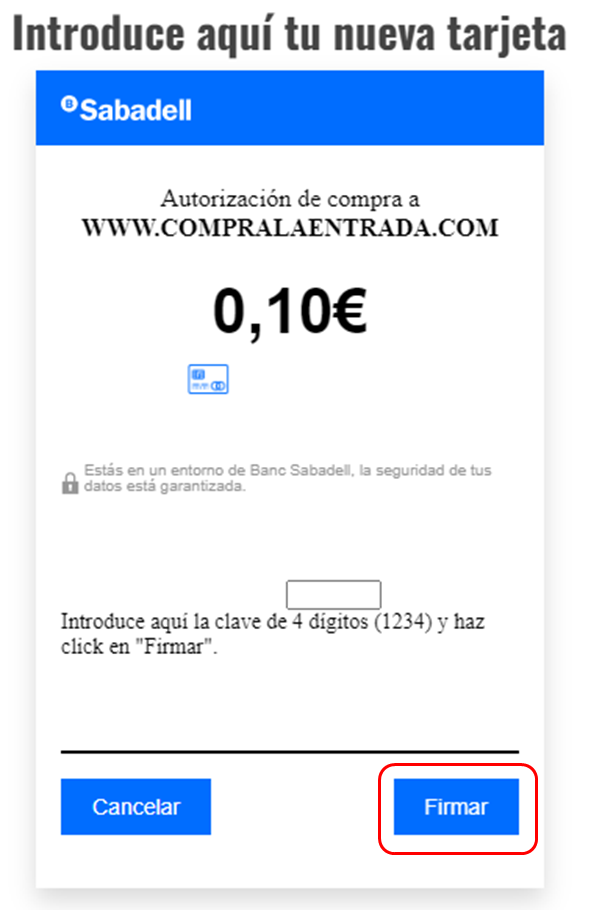 Introduce aquí tu nueva tarjeta
Sabadell
Autorización de compra a
WWW.COMPRALAENTRADA.COM
0,10€
Estás en un entorno de Banc Sabadell, la seguridad de tus
datos está garantizada.
Introduce aquí la clave de 4 dígitos (1234) y haz
click en "Firmar".
Cancelar
Firmar